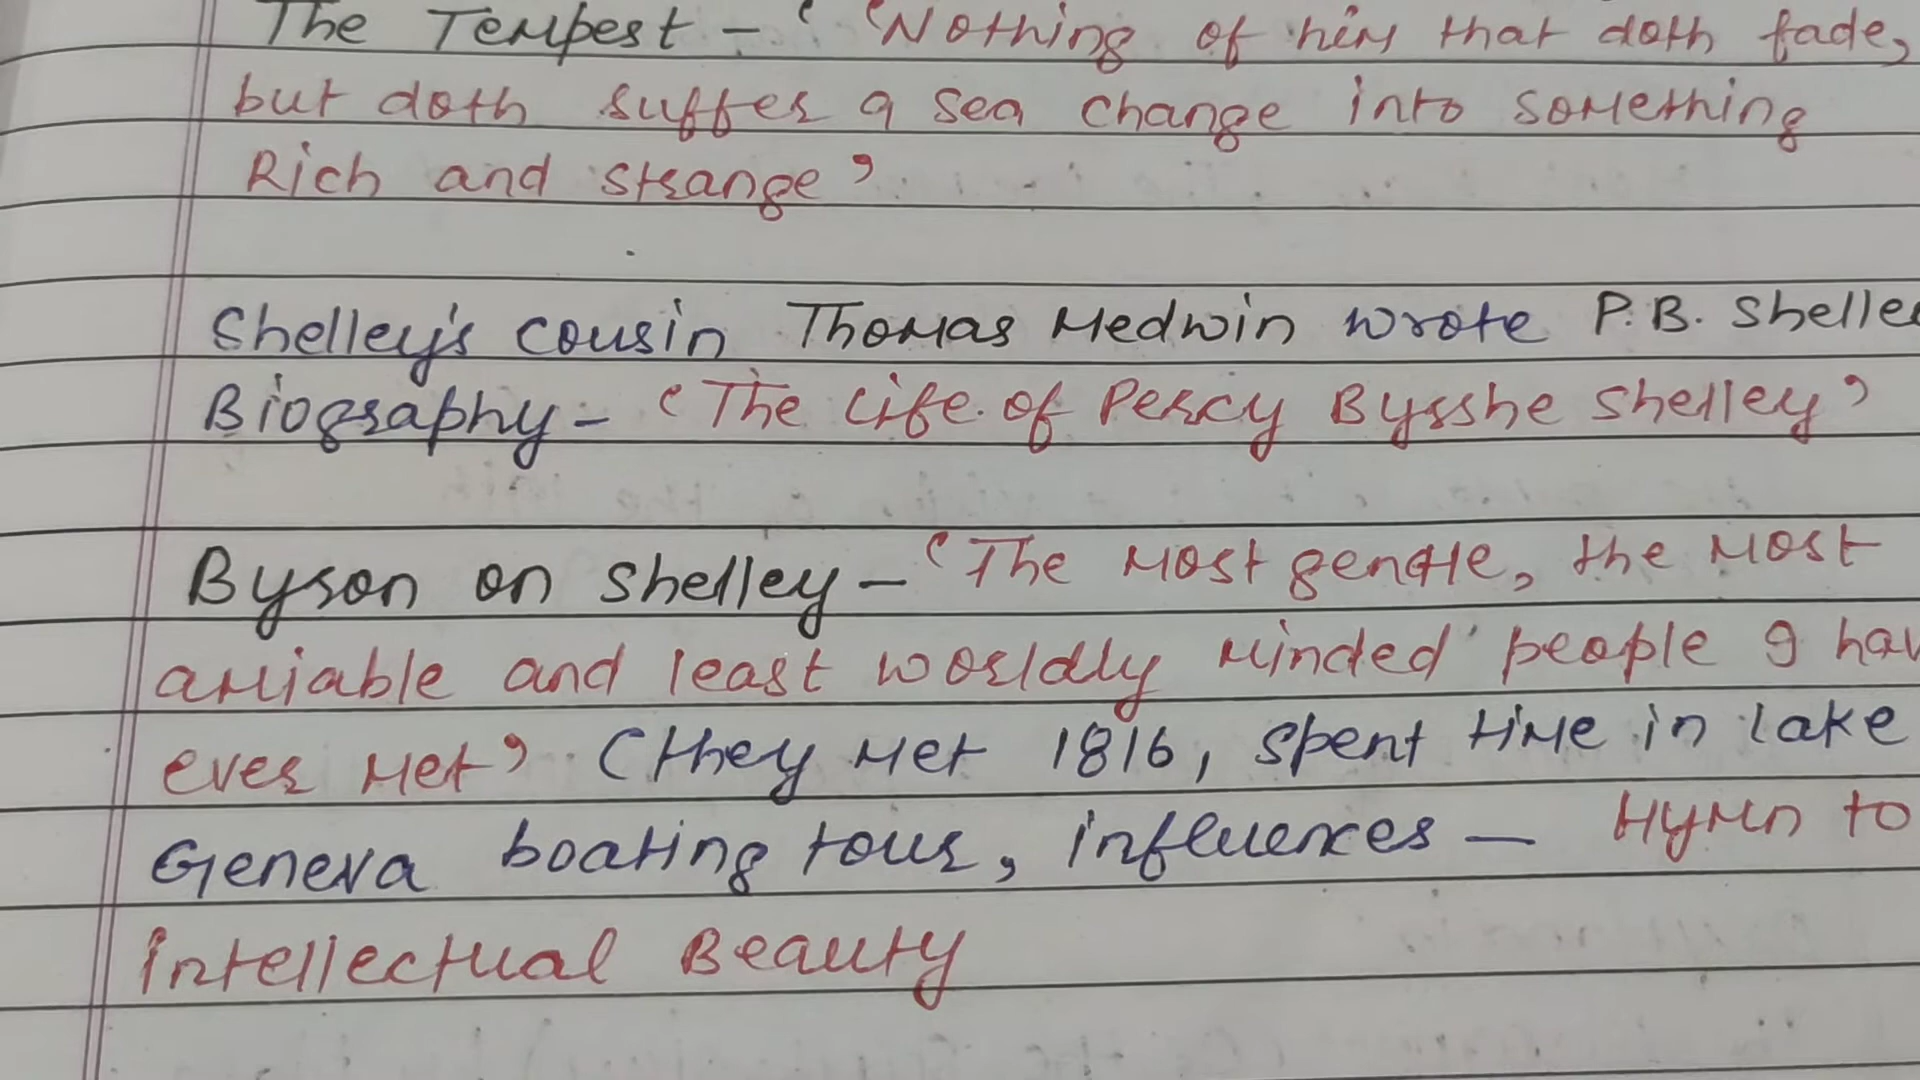 The Tempest - 'Nothing of him that doth fade,
but doth suffer a sea change into something
Rich and strange'
Shelley's cousin Thomas Medwin wrote P.B. Shelle
Biography - 'The Life of Percy Bysshe Shelley'
Byron on Shelley - 'The most gentle, the most
amiable and least worldly minded people I hav
ever met' (they met 1816, spent time in lake
Geneva boating tour, influences - Hymn to
intellectual Beauty